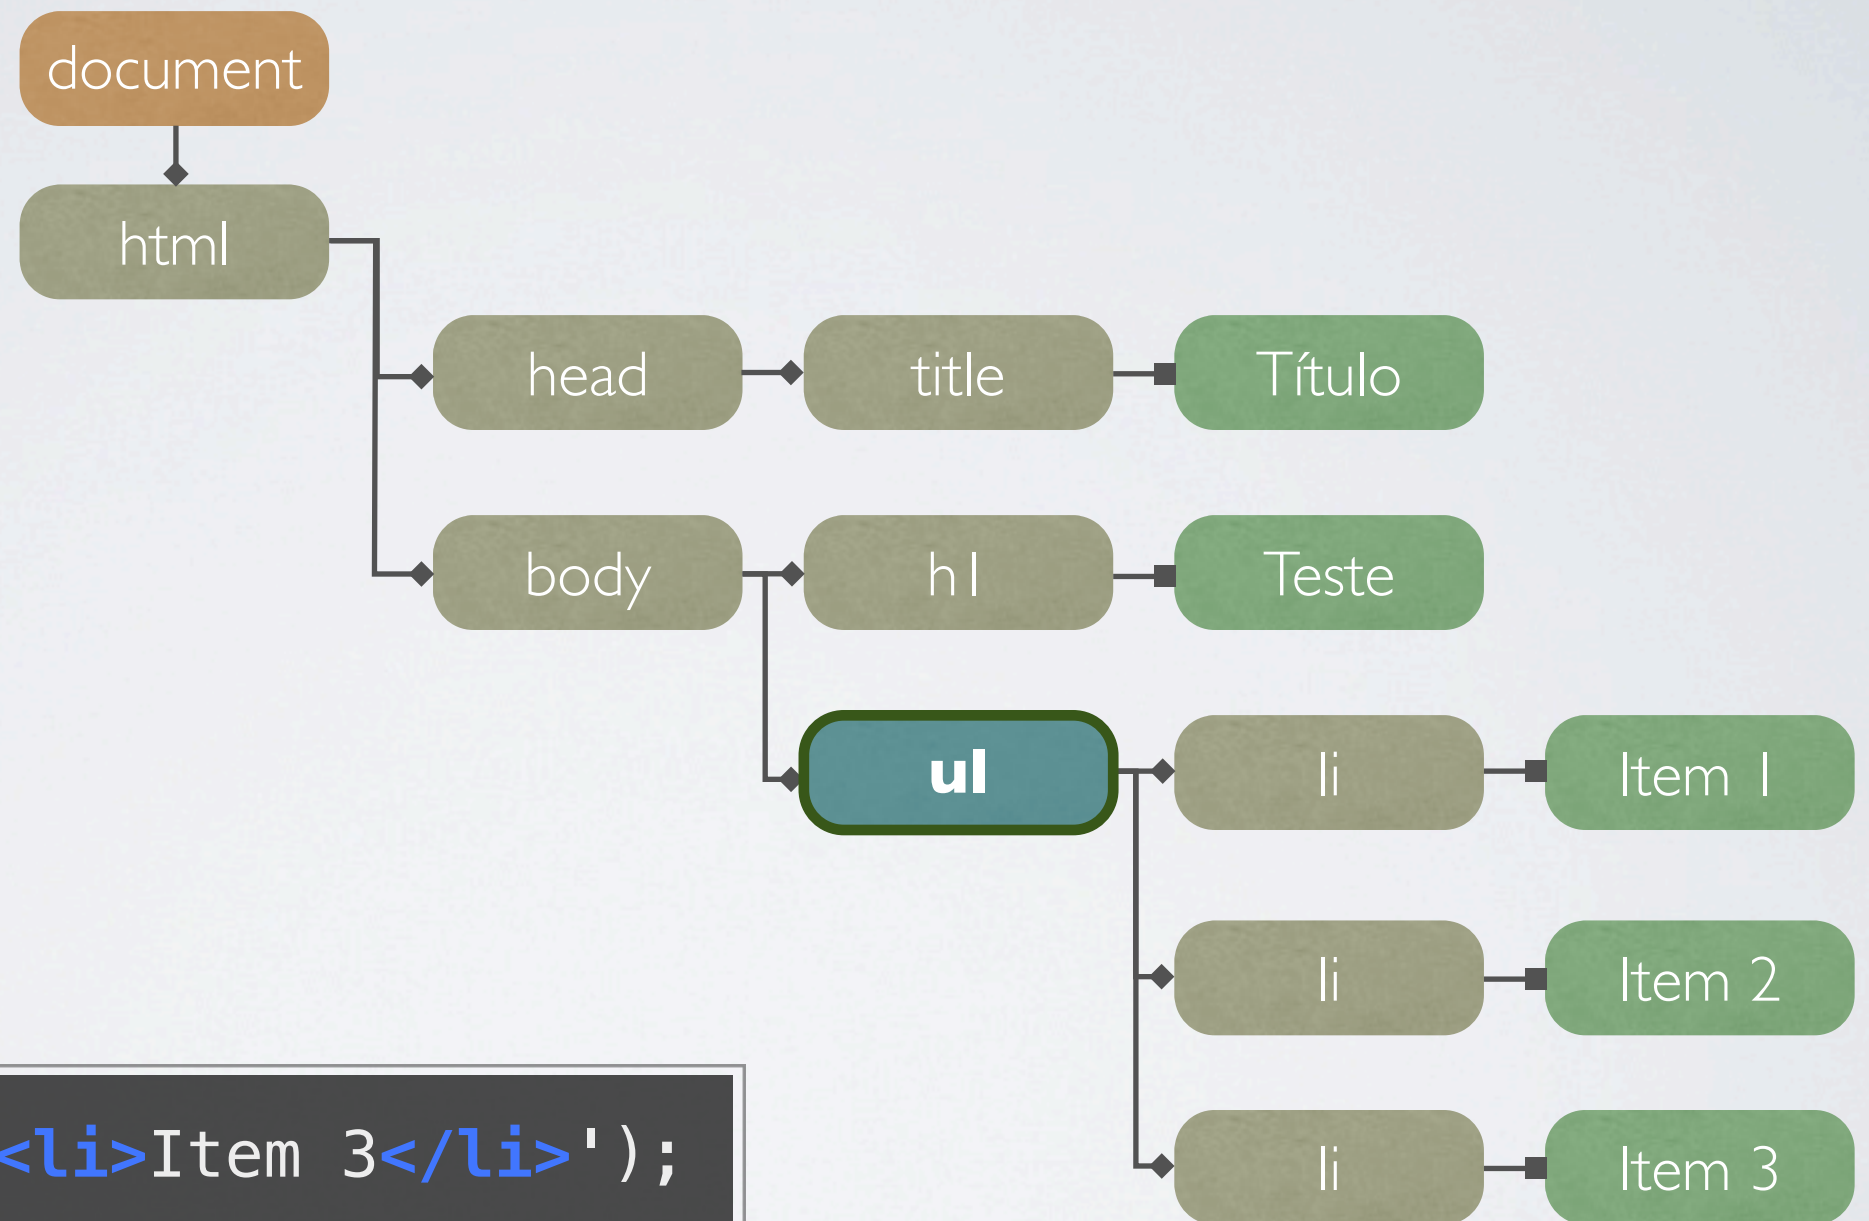 document
html
head
title
Título
body
h1
Teste
ul
li
Item 1
li
Item 2
<li>Item 3</li>');
li
Item 3